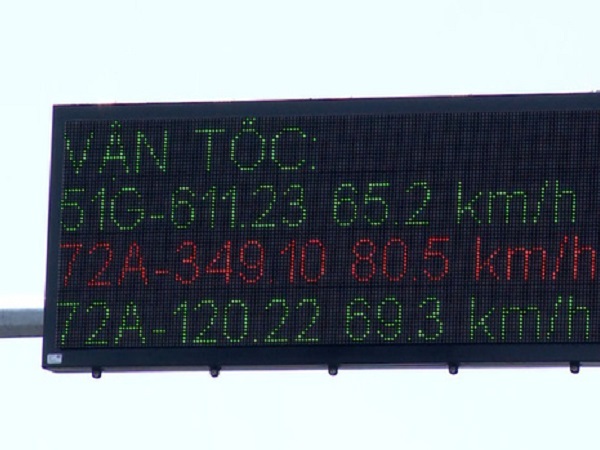 VẬN TỐC:
51G-611.23 65.2 km/h
72A-349.10 80.5 km/h
72A-120.22 69.3 km/h